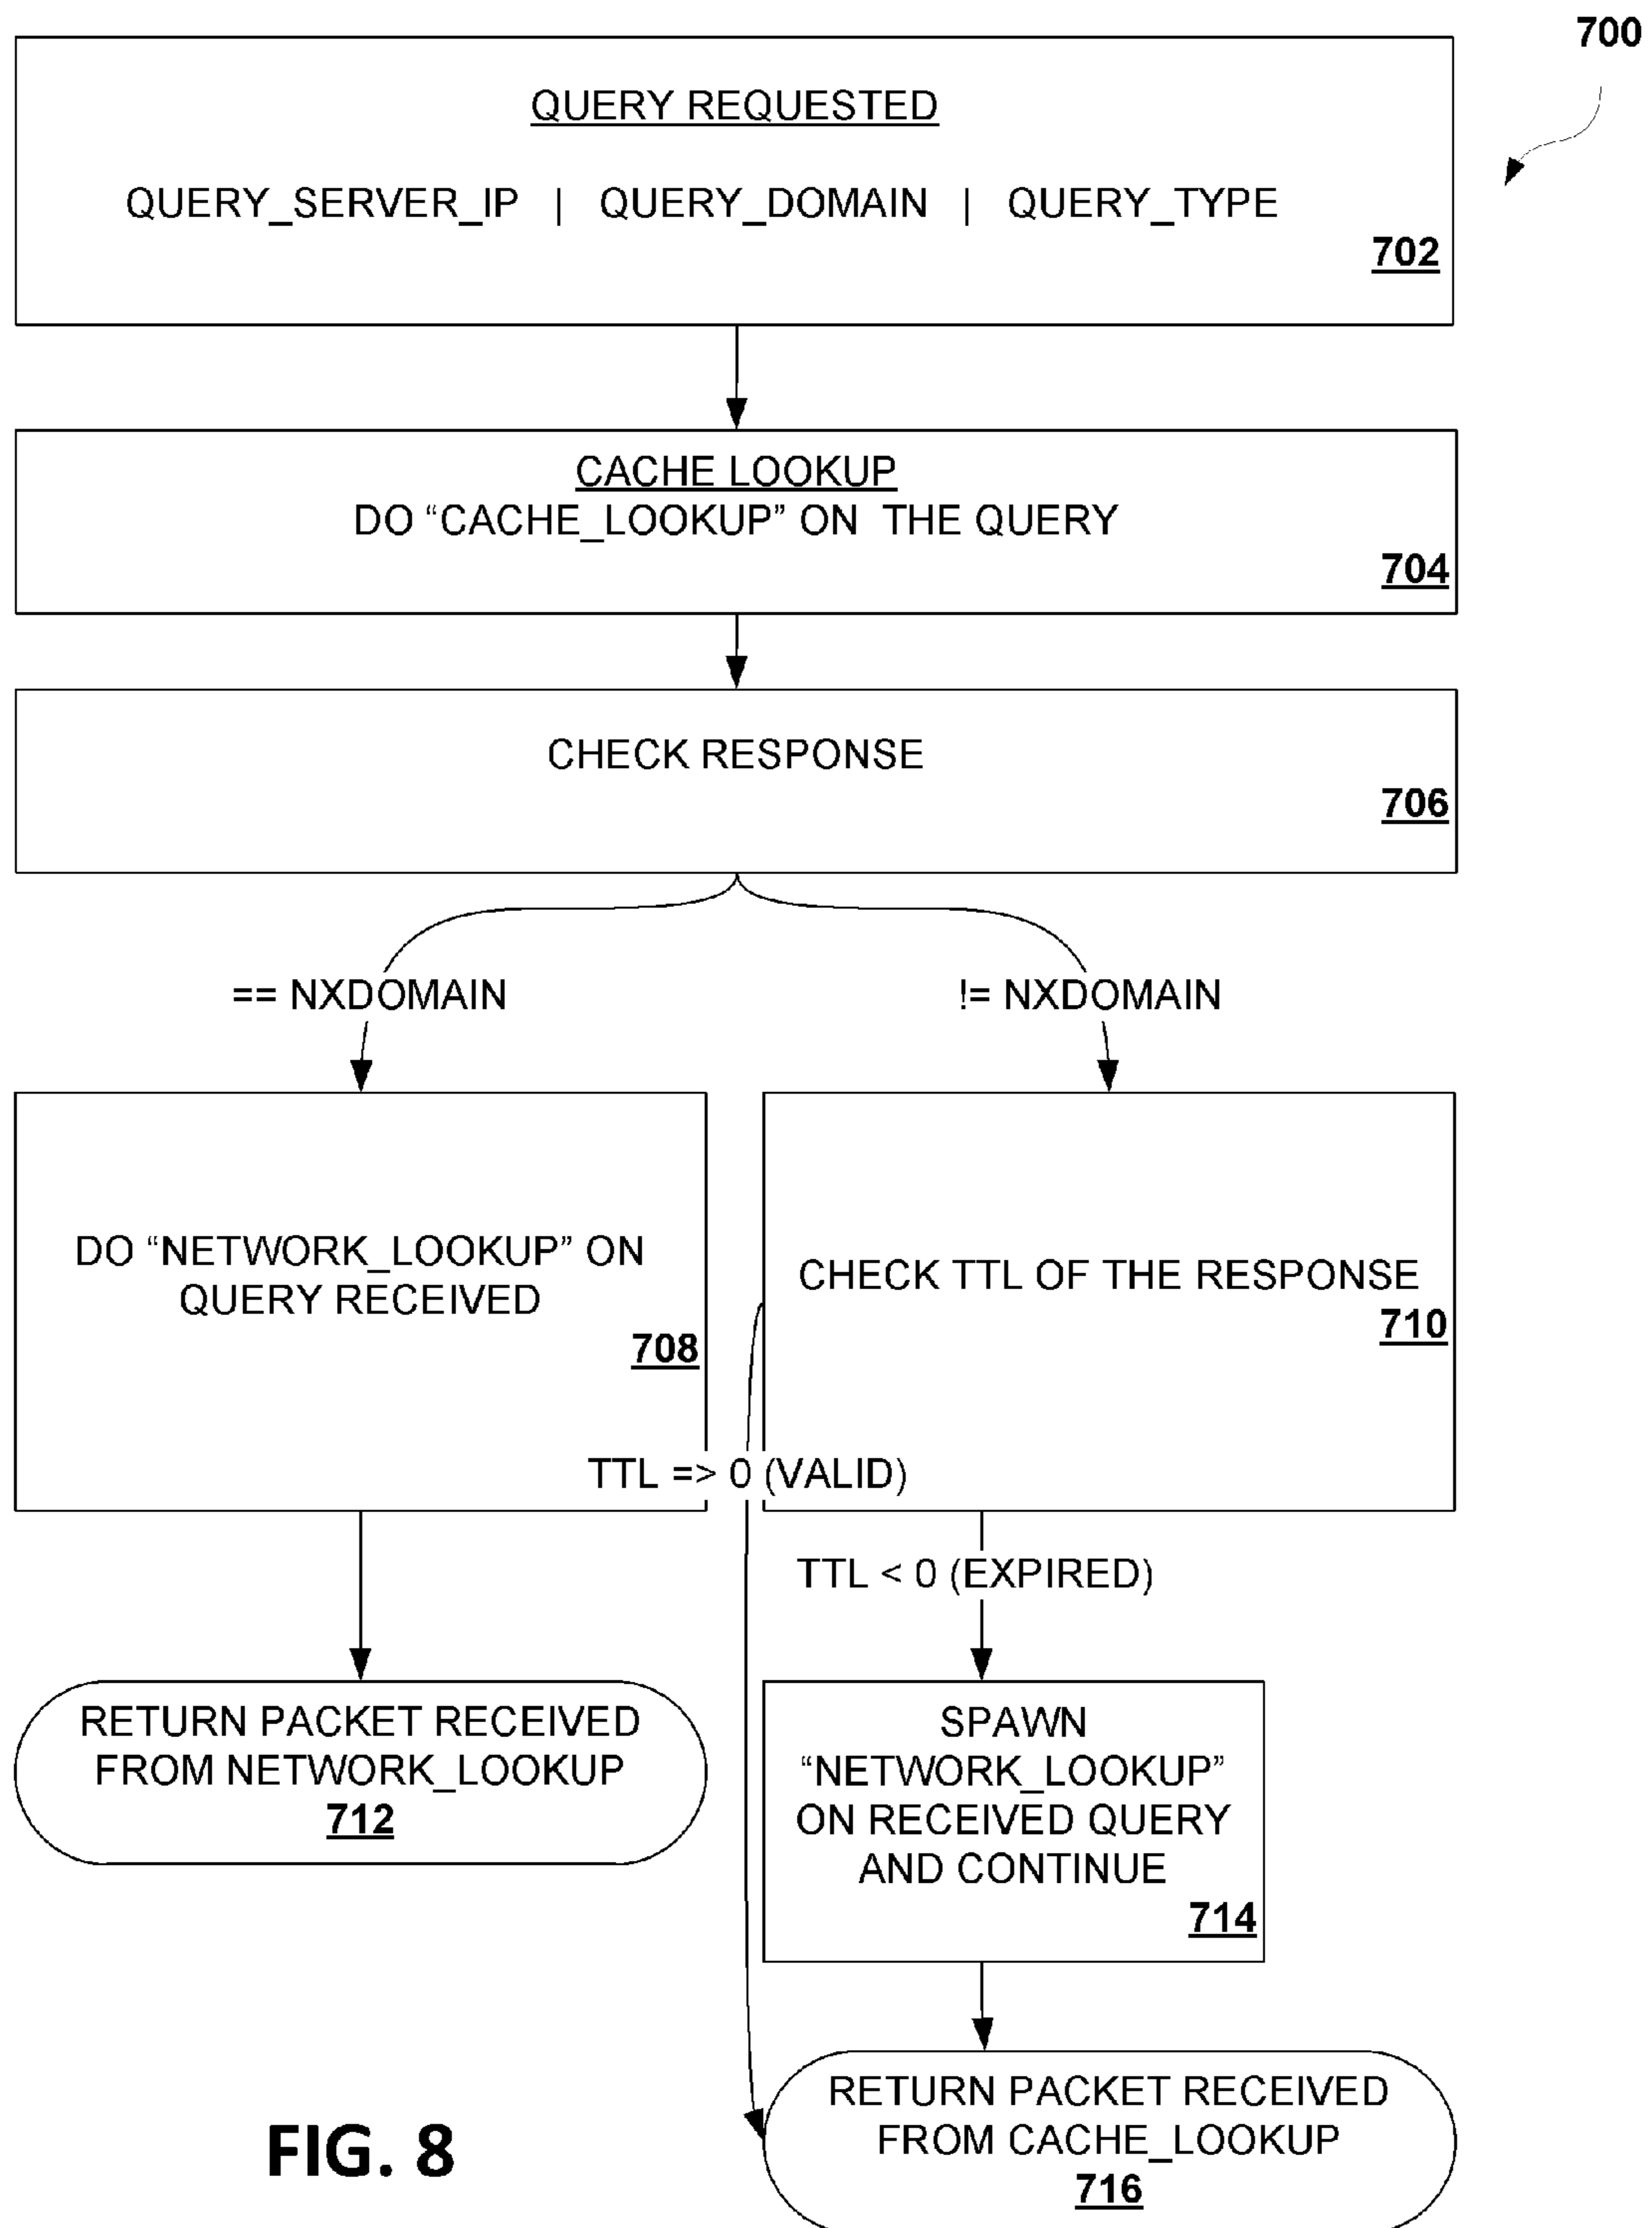 700
QUERY REQUESTED
QUERY_SERVER_IP | QUERY_DOMAIN | QUERY_TYPE
702
CACHE LOOKUP
DO “CACHE_LOOKUP” ON THE QUERY
704
CHECK RESPONSE
706
== NXDOMAIN
!= NXDOMAIN
DO “NETWORK_LOOKUP” ON
QUERY RECEIVED
708
CHECK TTL OF THE RESPONSE
710
TTL => 0 (VALID)
TTL < 0 (EXPIRED)
RETURN PACKET RECEIVED
FROM NETWORK_LOOKUP
712
SPAWN
“NETWORK_LOOKUP”
ON RECEIVED QUERY
AND CONTINUE
714
RETURN PACKET RECEIVED
FROM CACHE_LOOKUP
716
FIG. 8